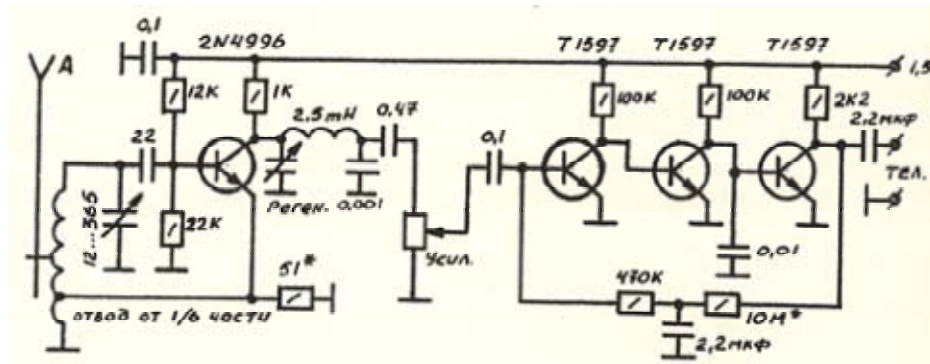 0,1
2N4996
T1597
T1597
T1597
A
12K
1K
100K
100K
2K2
1,5
2.5mH
0.47
2,2мкф
22
0,1
тел.
12...365
22K
Реген.
0.001
Усил.
0,01
51*
470K
10M*
отвод от 1/6 части
2,2мкф